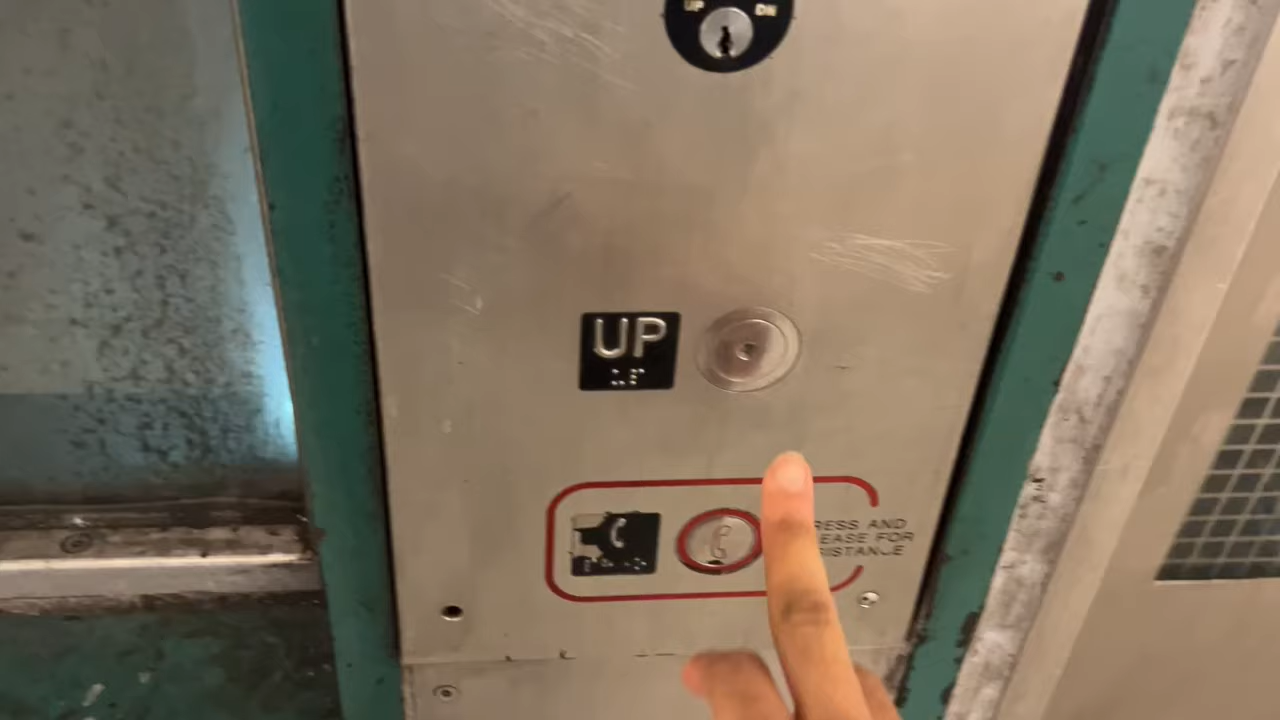 UP DN
UP
RESS AND
EASE FOR
SISTANCE